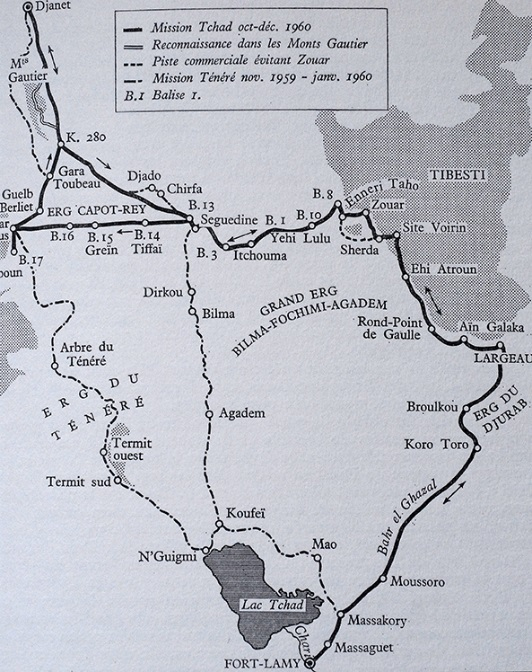 Djanet
Mission Tchad oct-déc. 1960
Reconnaissance dans les Monts Gautier
Piste commerciale évitant Zouar
Mission Ténéré nov. 1959 - janv. 1960
B.1 Balise 1.
Mts
Gautier
K. 280
TIBESTI
Gara
Toubeau
Djado
Chirfa
B. 8
Enneri Taho
Zouar
Guelb
Berliet
ERG CAPOT-REY
B. 13
Seguedine
B. 1
B. 10
Site Voirin
B.16
B. 15
Greïn
B. 14
Tiffaï
B. 3
Itchouma
Yehi Lulu
Sherda
B. 17
Ehi Atroun
Dirkou
Bilma
GRAND ERG
BILMA-FOCHIMI-AGADEM
Rond-Point
de Gaulle
Aïn Galaka
LARGEAU
Arbre du
Ténéré
ERG DU
TÉNÉRÉ
Agadem
Broulkou
ERG DU
DJURAB
Koro Toro
Termit
ouest
Termit sud
Bahr el Ghazal
Koufeï
N'Guigmi
Mao
Moussoro
Lac Tchad
Massakory
Chari
Massaguet
FORT-LAMY